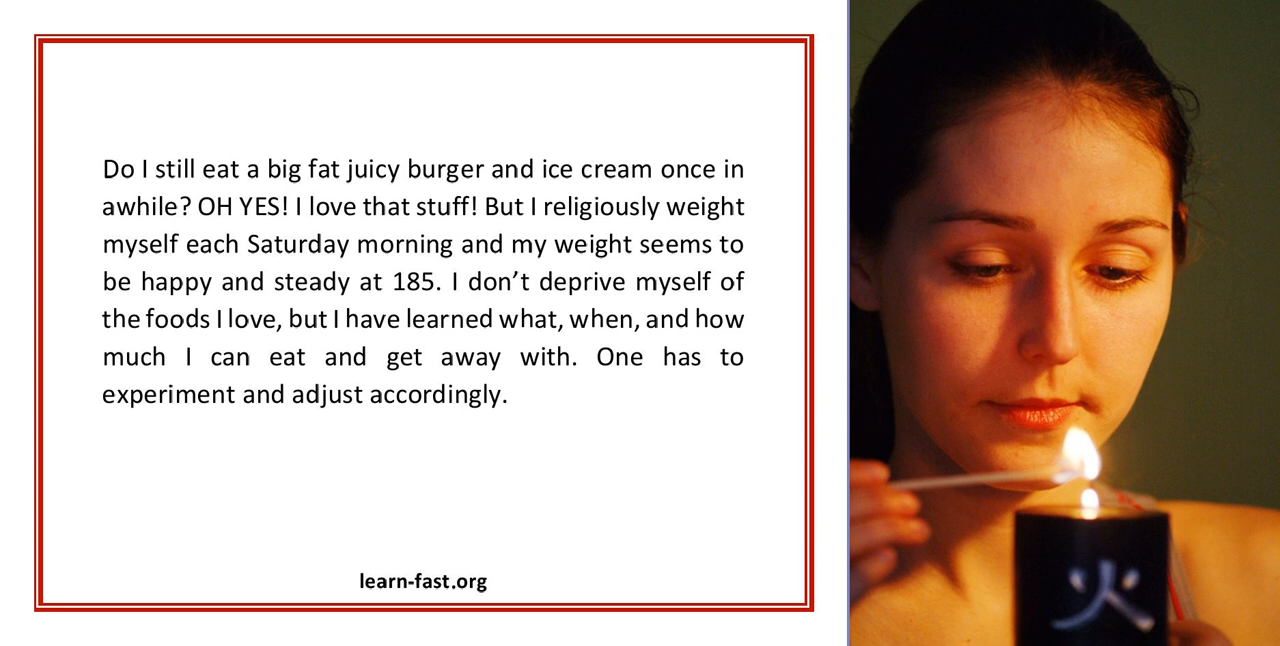 Do I still eat a big fat juicy burger and ice cream once in
awhile? OH YES! I love that stuff! But I religiously weight
myself each Saturday morning and my weight seems to
be happy and steady at 185. I don’t deprive myself of
the foods I love, but I have learned what, when, and how
much I can eat and get away with. One has to
experiment and adjust accordingly.
learn-fast.org
火